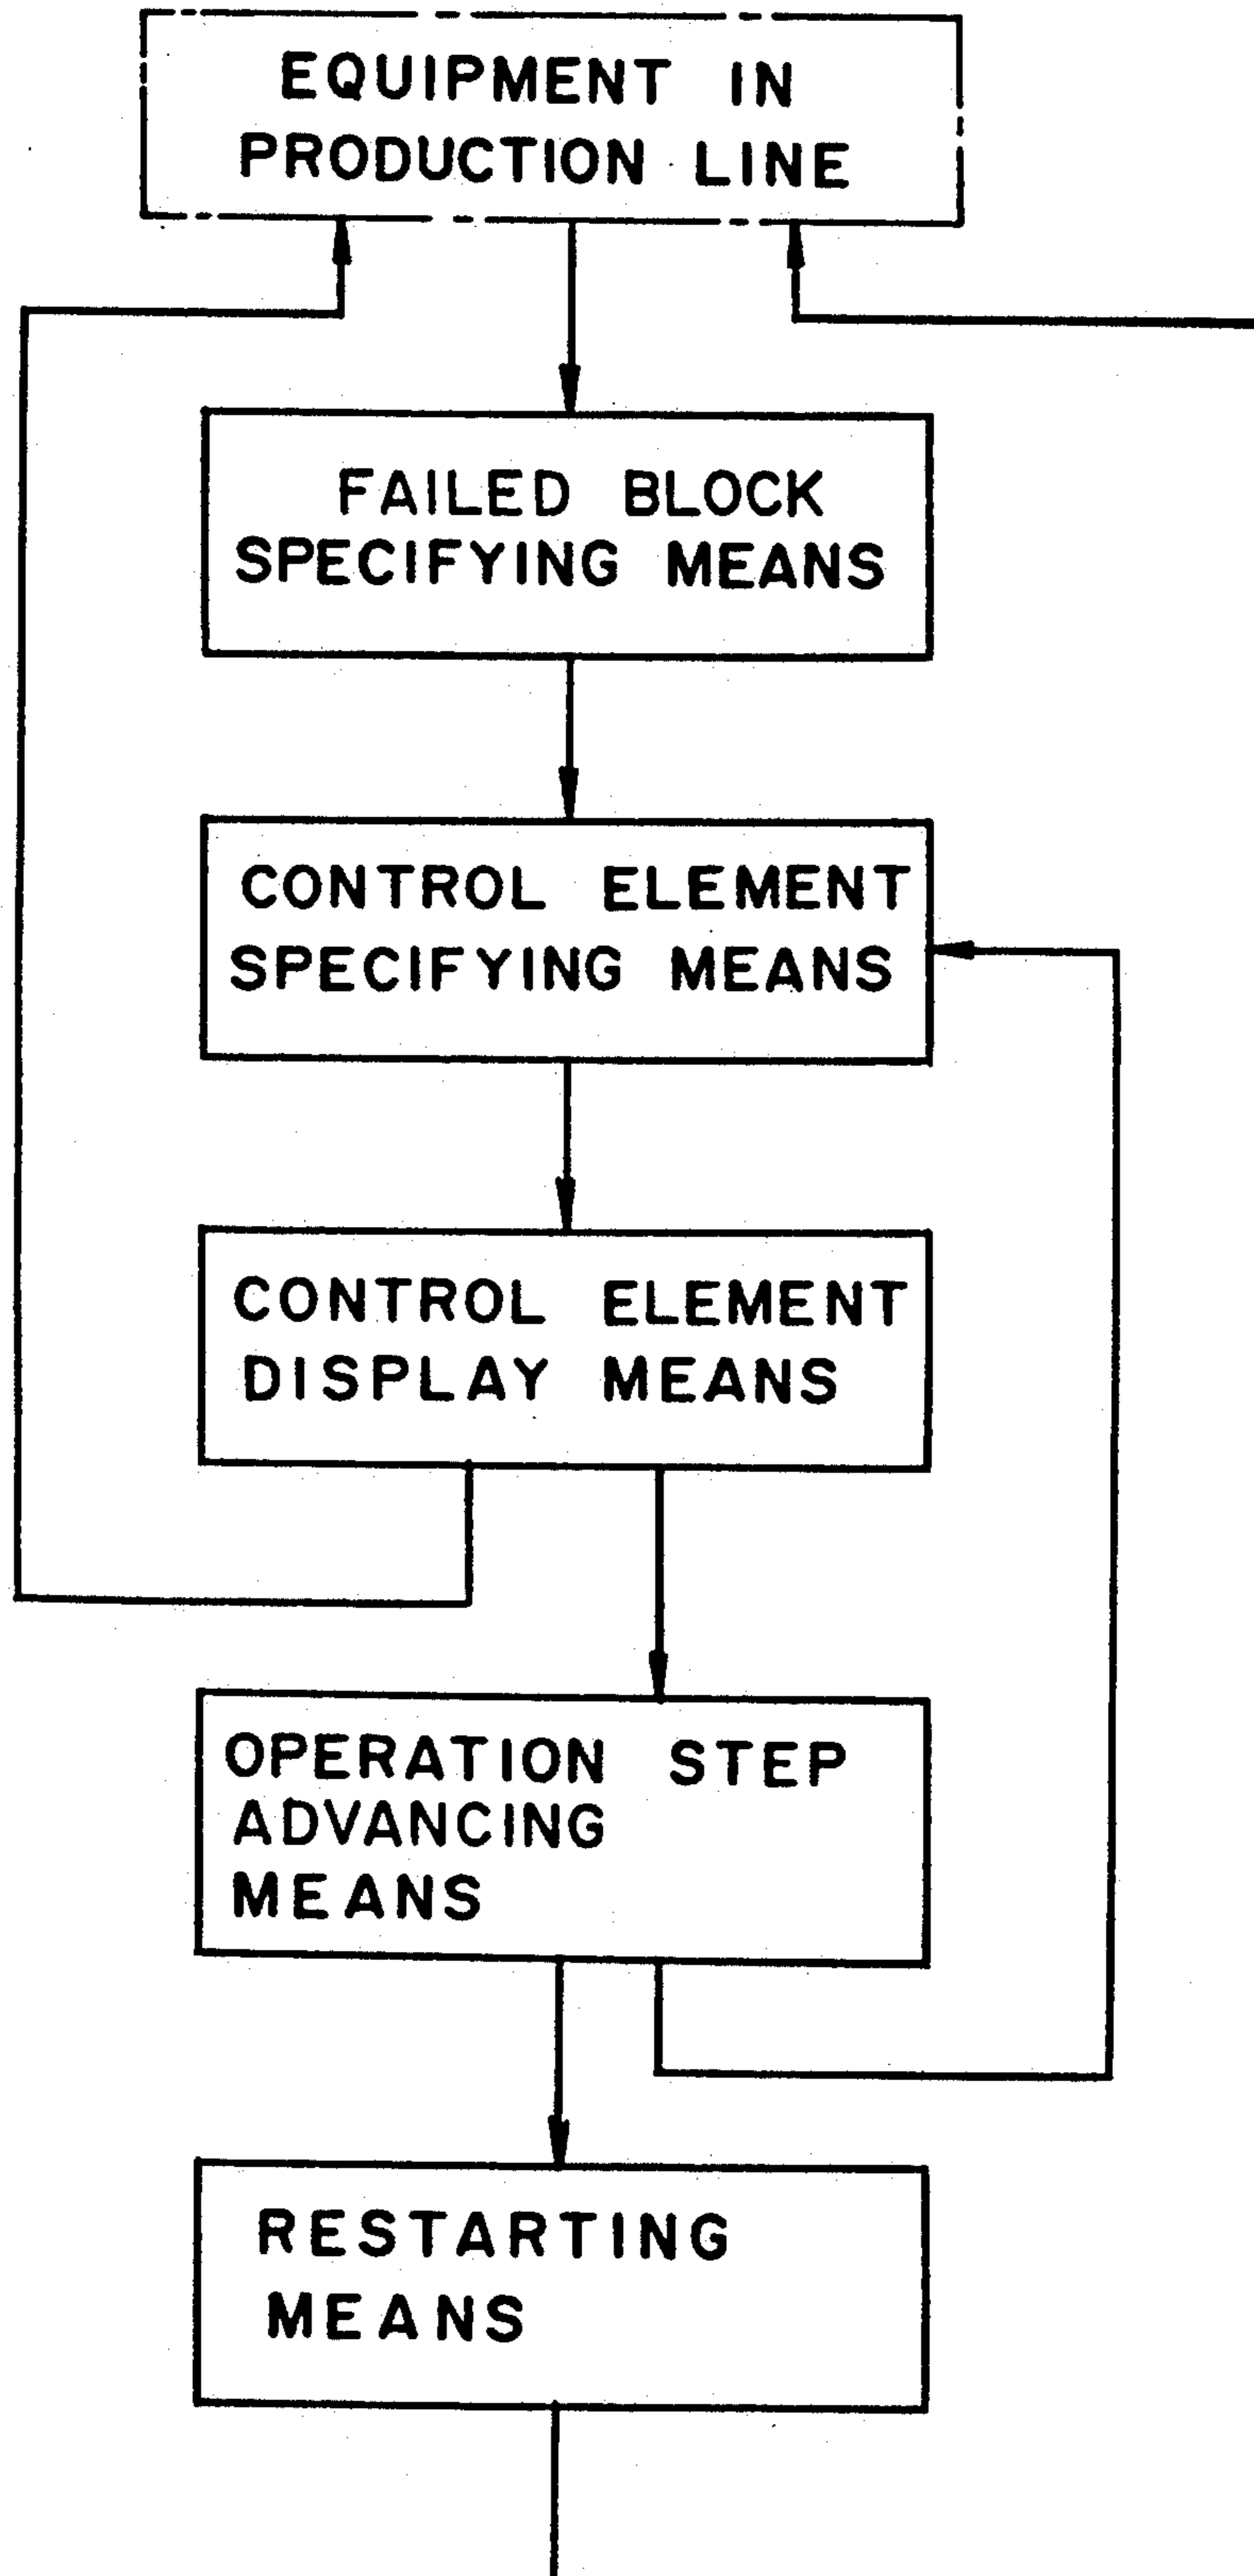 EQUIPMENT IN
PRODUCTION LINE
FAILED BLOCK
SPECIFYING MEANS
CONTROL ELEMENT
SPECIFYING MEANS
CONTROL ELEMENT
DISPLAY MEANS
OPERATION STEP
ADVANCING
MEANS
RESTARTING
MEANS